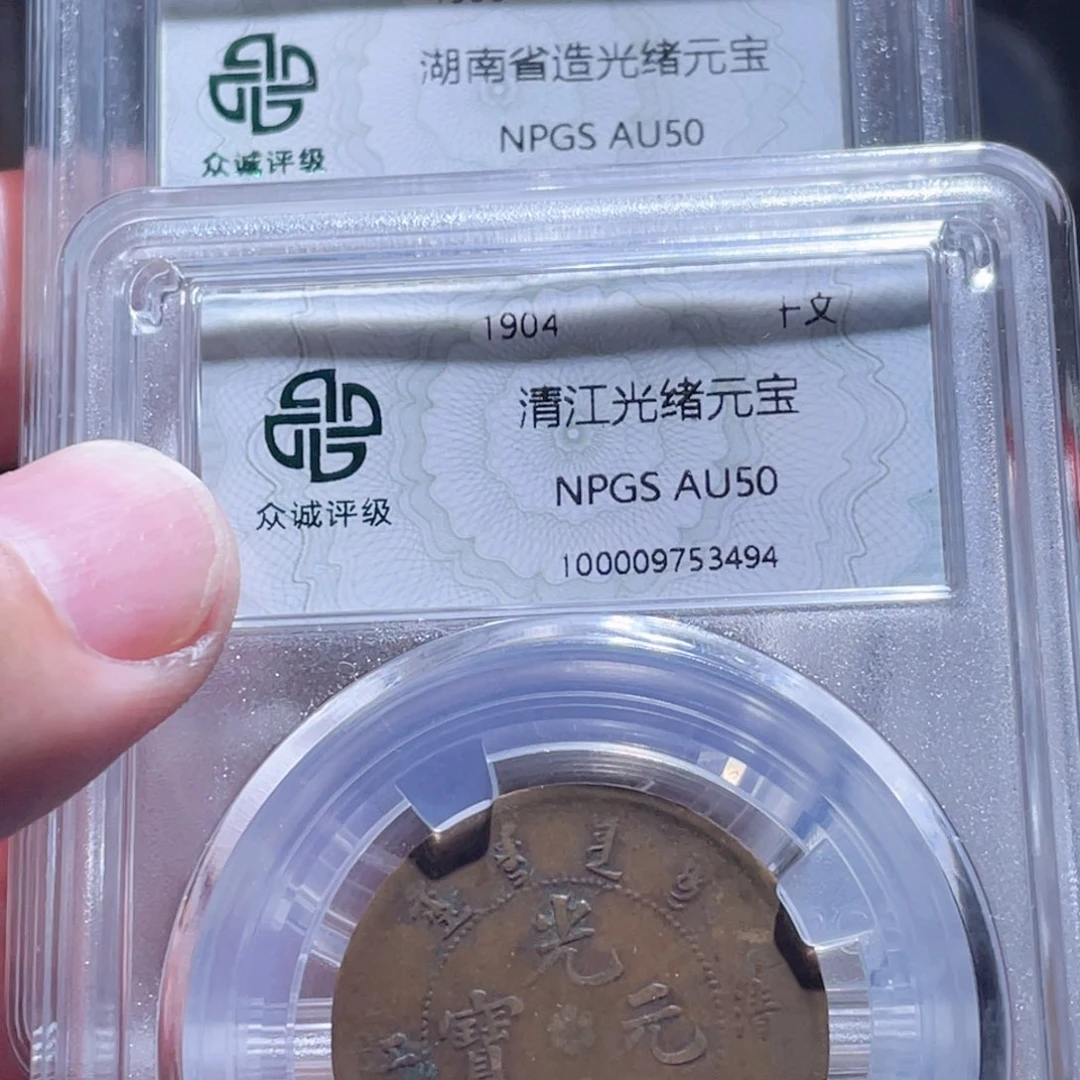 湖南省造光绪元宝
NPGS AU50
众诚评级
1904 十文
清江光绪元宝
NPGS AU50
众诚评级
100009753494
光
元
寶